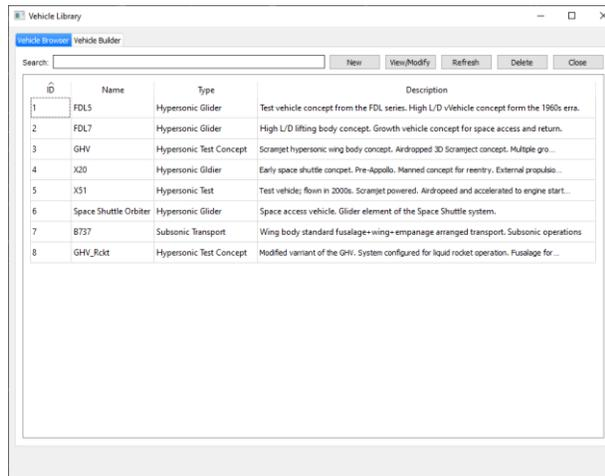 Vehicle Library
Vehicle Browser Vehicle Builder
Search: New View/Modify Refresh Delete Close
ID Name Type Description
1 FDL5 Hypersonic Glider Test vehicle concept from the FDL series. High L/D vVehicle concept form the 1960s erra.
2 FDL7 Hypersonic Glider High L/D lifting body concept. Growth vehicle concept for space access and return.
3 GHV Hypersonic Test Concept Scramjet hypersonic wing body concept. Airdropped 3D Scramject concept. Multiple gro...
4 X20 Hypersonic Gldier Early space shuttle concpet. Pre-Appollo. Manned concept for reentry. External propulsio...
5 X51 Hypersonic Test Test vehide; flown in 2000s. Scramjet powered. Airdropeed and accelerated to engine start...
6 Space Shuttle Orbiter Hypersonic Glider Space access vehicle. Glider element of the Space Shuttle system.
7 B737 Subsonic Transport Wing body standard fusalage+wing+empanage arranged transport. Subsonic operations
8 GHV_Rckt Hypersonic Test Concept Modified varriant of the GHV. System configured for liquid rocket operation. Fusalage for...